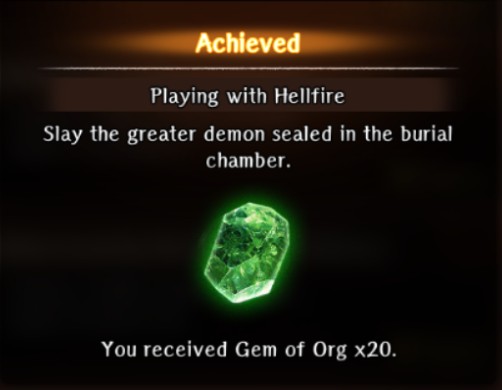 Achieved
Playing with Hellfire
Slay the greater demon sealed in the burial
chamber.
You received Gem of Org x20.